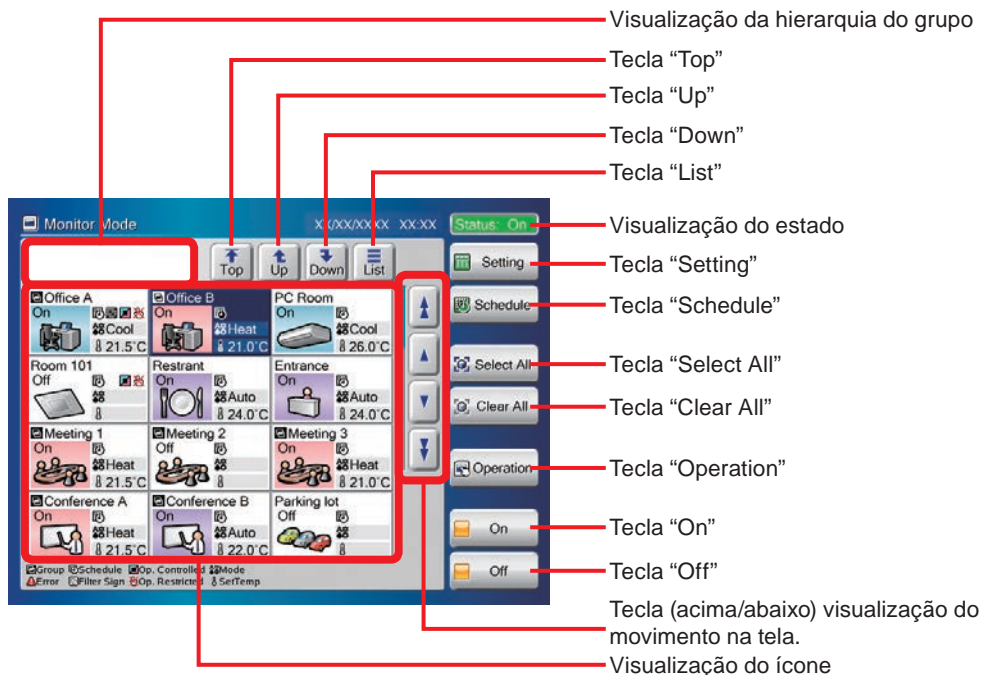 Visualização da hierarquia do grupo
Tecla “Top”
Tecla “Up”
Tecla “Down”
Tecla “List”
Monitor Mode XX/XX/XXXX XX:XX Status: On
Visualização do estado
Top Up Down List
Setting
Tecla “Setting”
Office A Office B PC Room
On On On
Schedule
Tecla “Schedule”
Cool Heat Cool
21.5°C 21.0°C 26.0°C
Room 101 Restrant Entrance
Select All
Tecla “Select All”
Off On On
Auto Auto
24.0°C 24.0°C
Clear All
Tecla “Clear All”
Meeting 1 Meeting 2 Meeting 3
On Off On
Heat Heat
21.5°C 21.0°C
Operation
Tecla “Operation”
Conference A Conference B Parking lot
On On Off
Heat Auto
21.5°C 22.0°C
On
Tecla “On”
Group Schedule Op. Controlled Mode
Error Filter Sign Op. Restricted SetTemp
Off
Tecla “Off”
Tecla (acima/abaixo) visualização do
movimento na tela.
Visualização do ícone